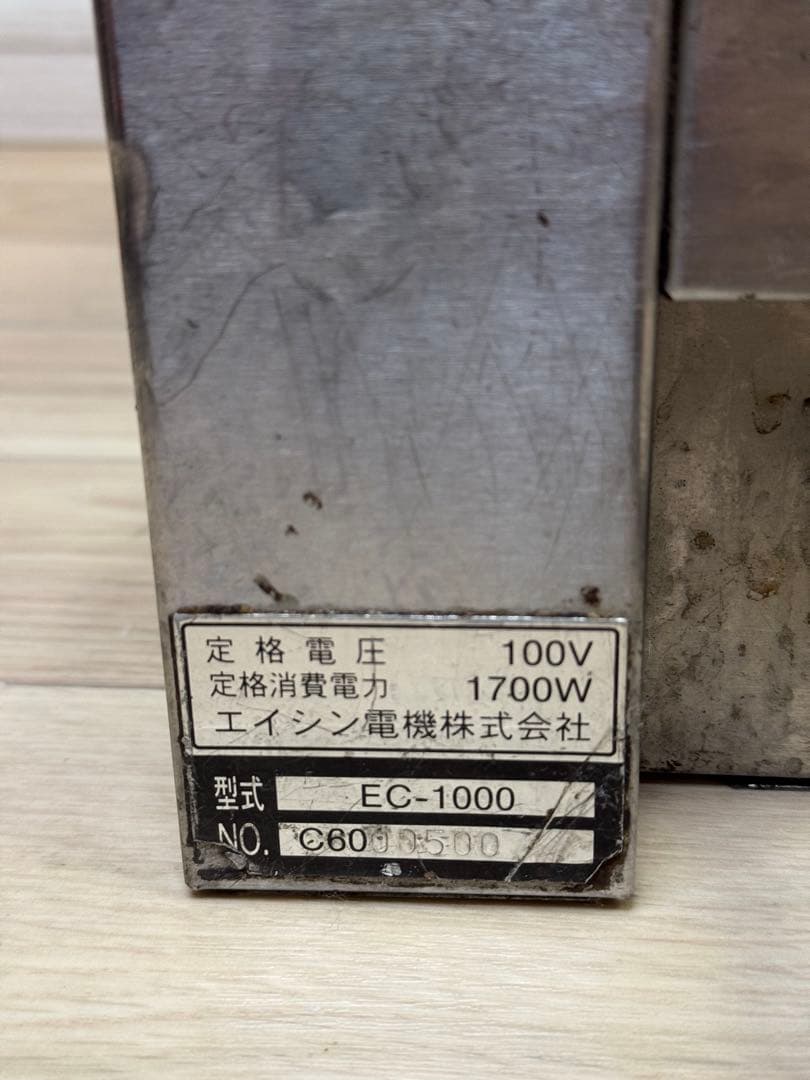 定格電圧 100V
定格消費電力 1700W
エイシン電機株式会社
型式 EC-1000
NO. C6000500